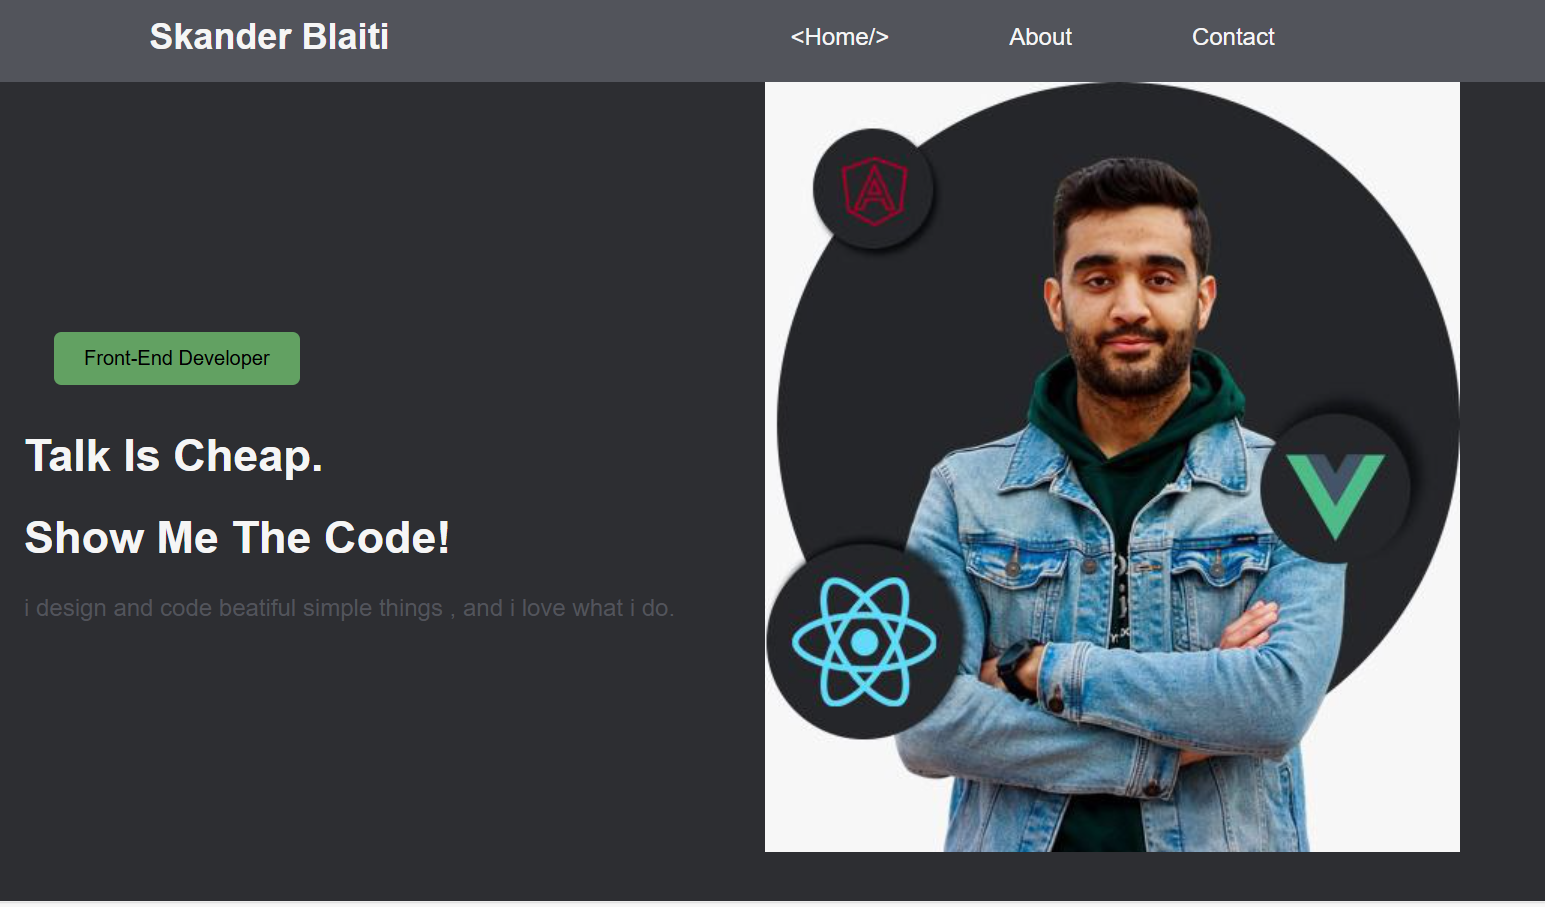 Skander Blaiti
<Home/>
About
Contact
Front-End Developer
Talk Is Cheap.
Show Me The Code!
i design and code beatiful simple things , and i love what i do.